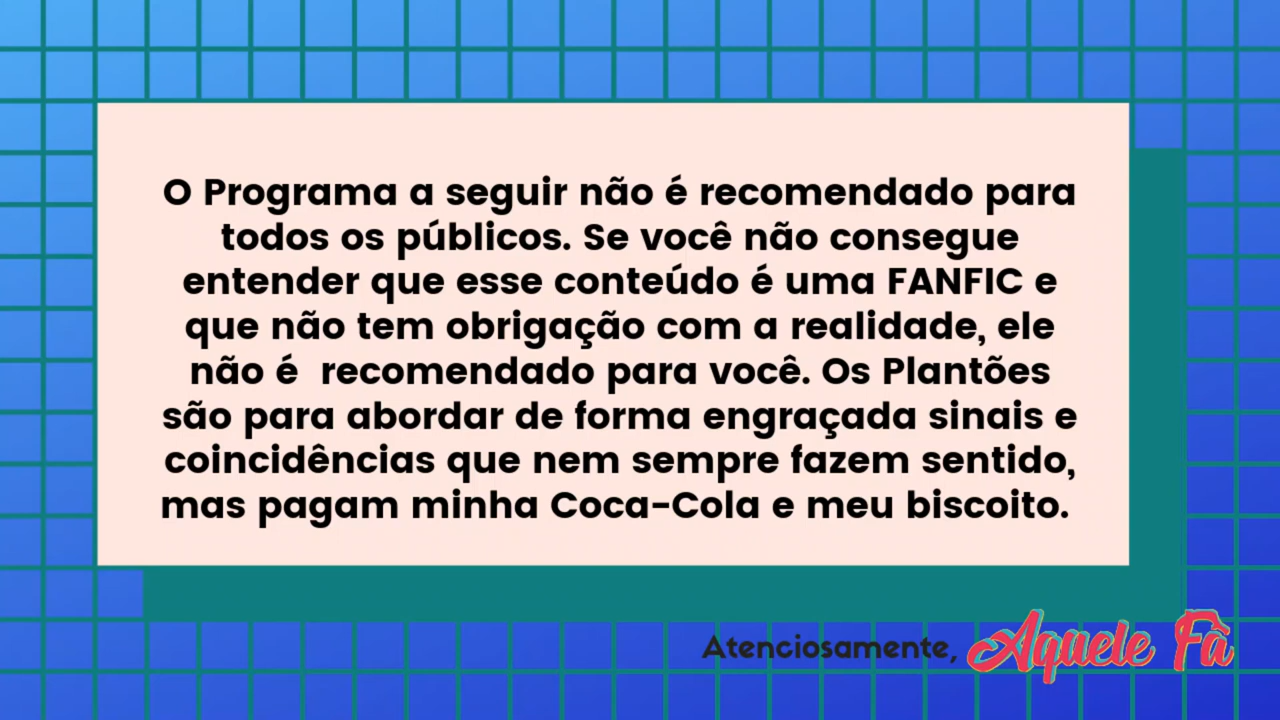 O Programa a seguir não é recomendado para
todos os públicos. Se você não consegue
entender que esse conteúdo é uma FANFIC e
que não tem obrigação com a realidade, ele
não é  recomendado para você. Os Plantões
são para abordar de forma engraçada sinais e
coincidências que nem sempre fazem sentido,
mas pagam minha Coca-Cola e meu biscoito.
Atenciosamente, Aquele Fã